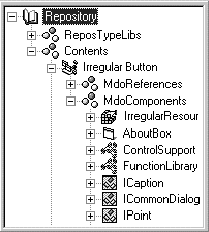 Repository
ReposTypeLibs
Contents
Irregular Button
MdoReferences
MdoComponents
IrregularResour
AboutBox
ControlSupport
FunctionLibrary
ICaption
ICommonDialog
IPoint